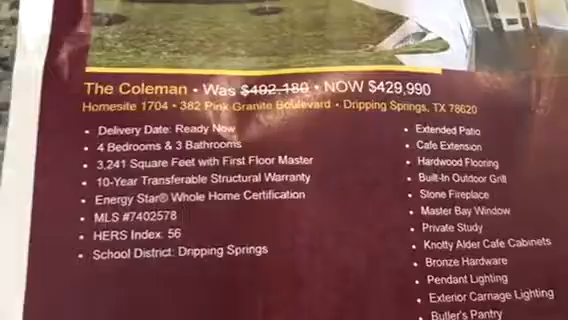 The Coleman • Was $492,180 • NOW $429,990
Homesite 1704 • 382 Pink Granite Boulevard • Dripping Springs, TX 78620
• Delivery Date: Ready Now
• 4 Bedrooms & 3 Bathrooms
• 3,241 Square Feet with First Floor Master
• 10-Year Transferable Structural Warranty
• Energy Star® Whole Home Certification
• MLS #7402578
• HERS Index: 56
• School District: Dripping Springs
• Extended Patio
• Cafe Extension
• Hardwood Flooring
• Built-In Outdoor Grill
• Stone Fireplace
• Master Bay Window
• Private Study
• Knotty Alder Cafe Cabinets
• Bronze Hardware
• Pendant Lighting
• Exterior Carriage Lighting
• Butler's Pantry